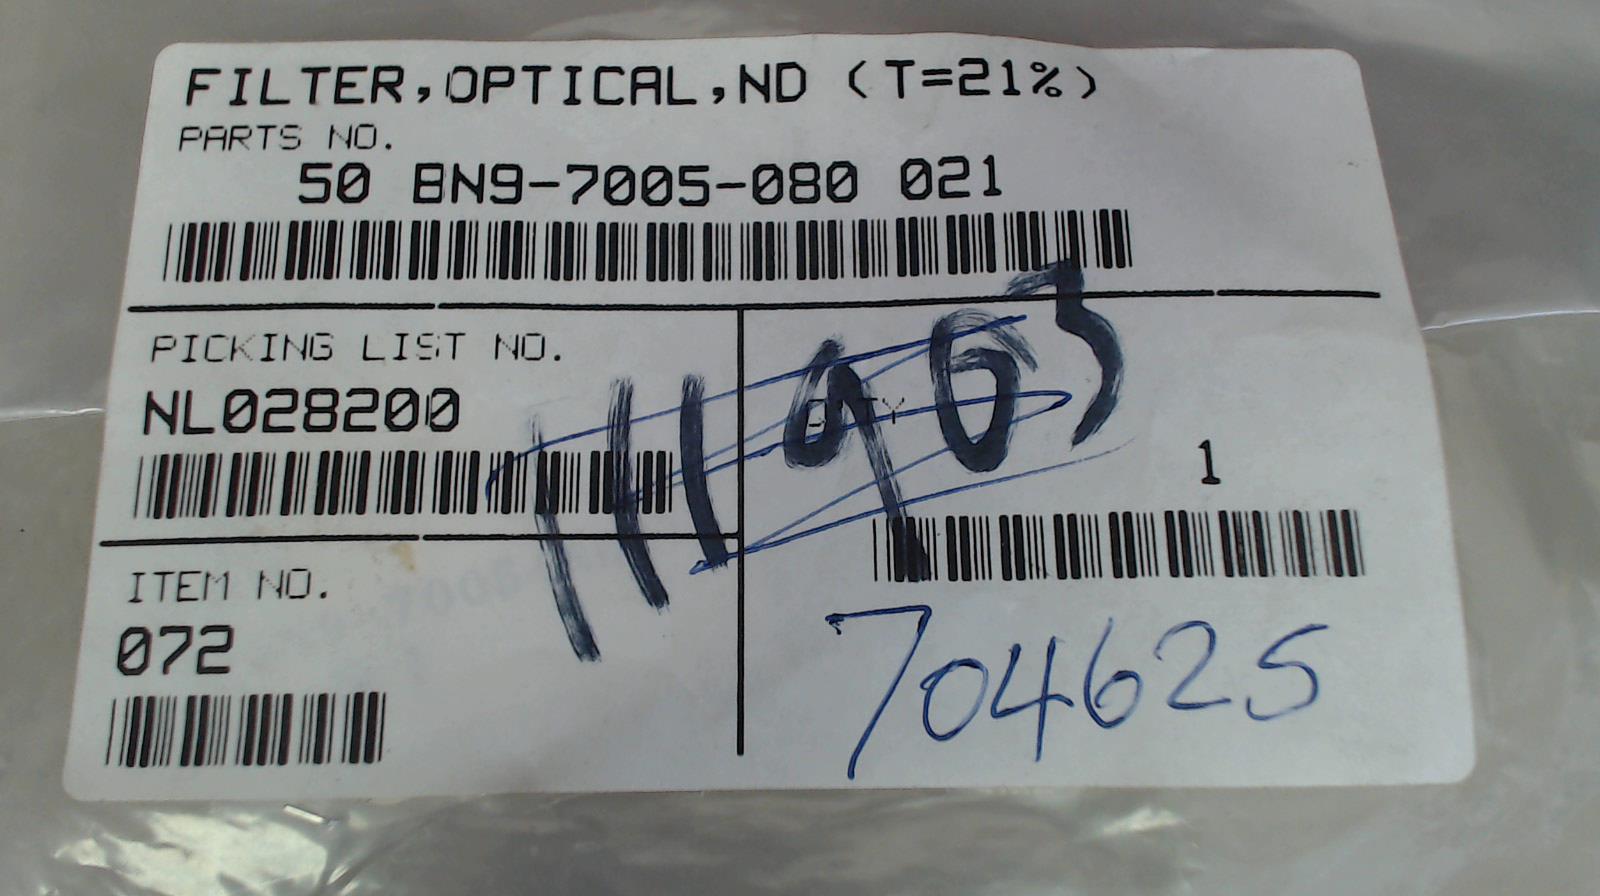 FILTER,OPTICAL,ND (T=21%)
PARTS NO.
50 BN9-7005-080 021
PICKING LIST NO.
NL028200
QTY
111903
1
ITEM NO.
072
704625